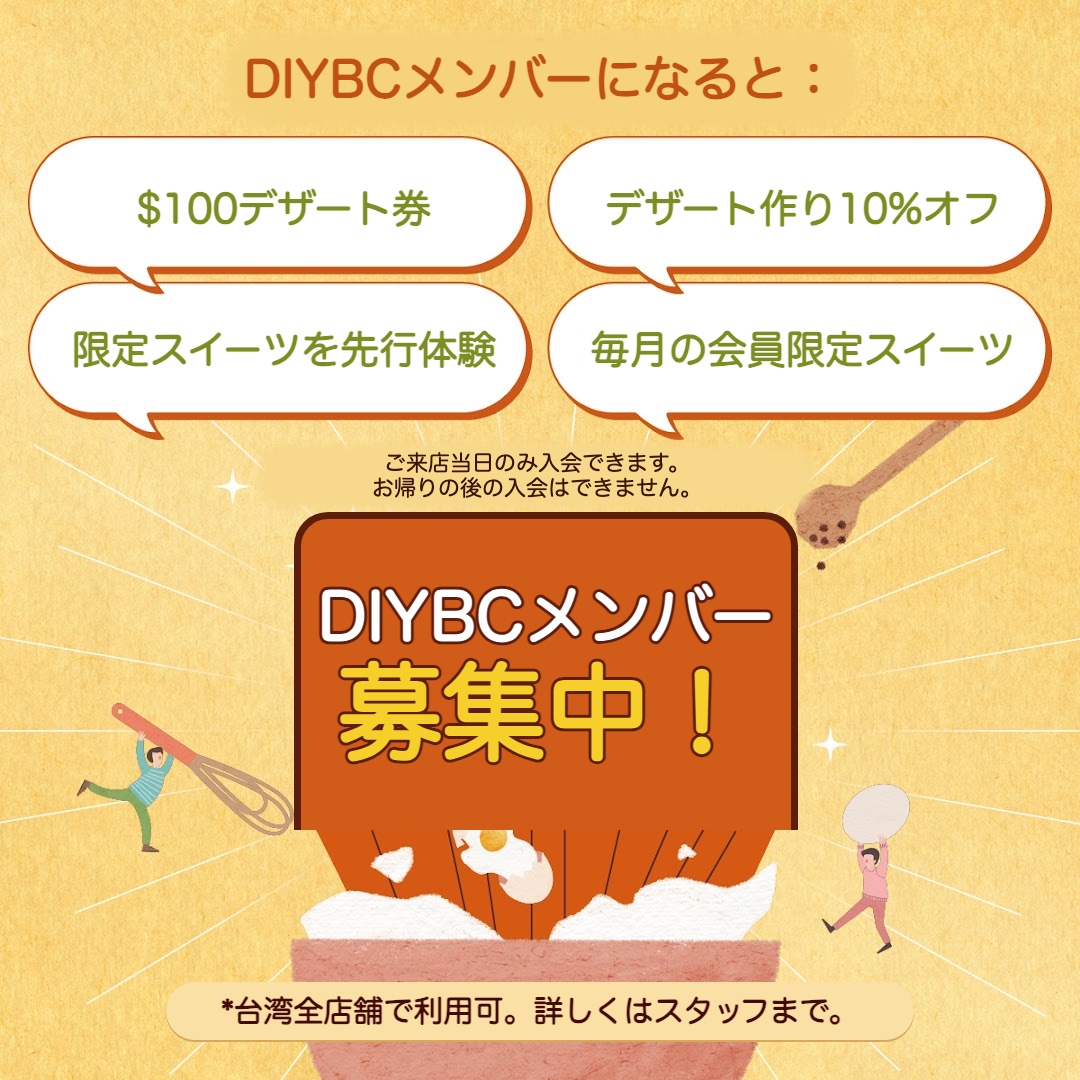 DIYBCメンバーになると：
$100デザート券
デザート作り10%オフ
限定スイーツを先行体験
毎月の会員限定スイーツ
ご来店当日のみ入会できます。
お帰りの後の入会はできません。
DIYBCメンバー
募集中！
*台湾全店舗で利用可。詳しくはスタッフまで。